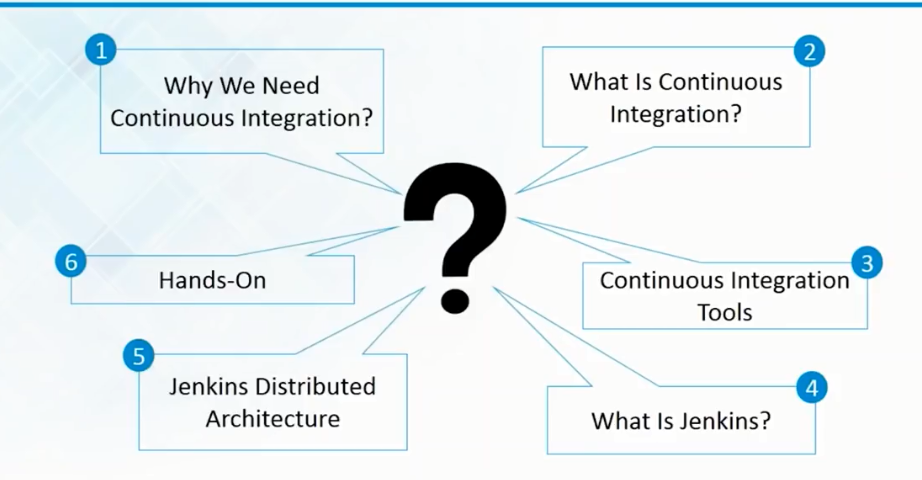 1
Why We Need
Continuous Integration?
2
What Is Continuous
Integration?
3
Continuous Integration
Tools
4
What Is Jenkins?
5
Jenkins Distributed
Architecture
6
Hands-On
?